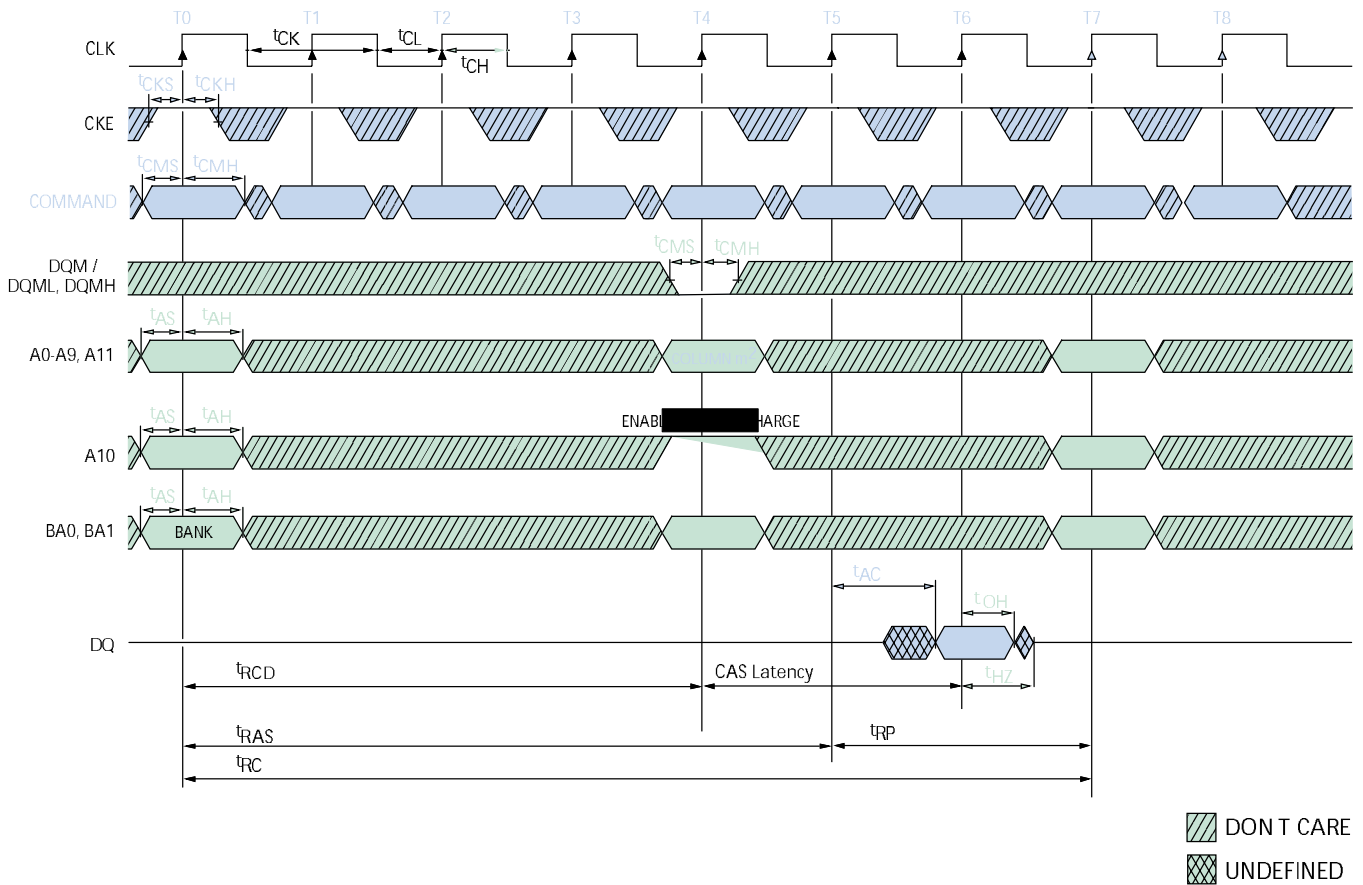 T0 T1 T2 T3 T4 T5 T6 T7 T8
CLK
tCK tCL tCH
tCKS tCKH
CKE
tCMS tCMH
COMMAND
tCMS tCMH
DQM /
DQML, DQMH
tAS tAH
A0-A9, A11
COLUMN m
tAS tAH
ENABL HARGE
A10
tAS tAH
BA0, BA1
BANK
tAC
tOH
DQ
tRCD CAS Latency tHZ
tRAS tRP
tRC
DON T CARE
UNDEFINED